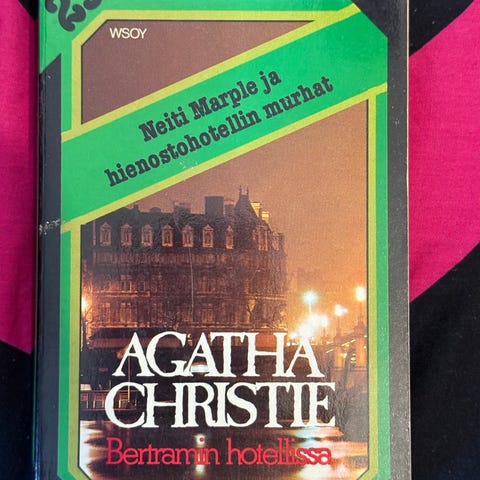 WSOY
Neiti Marple ja
hienostohotellin murhat
AGATHA
CHRISTIE
Bertramin hotellissa